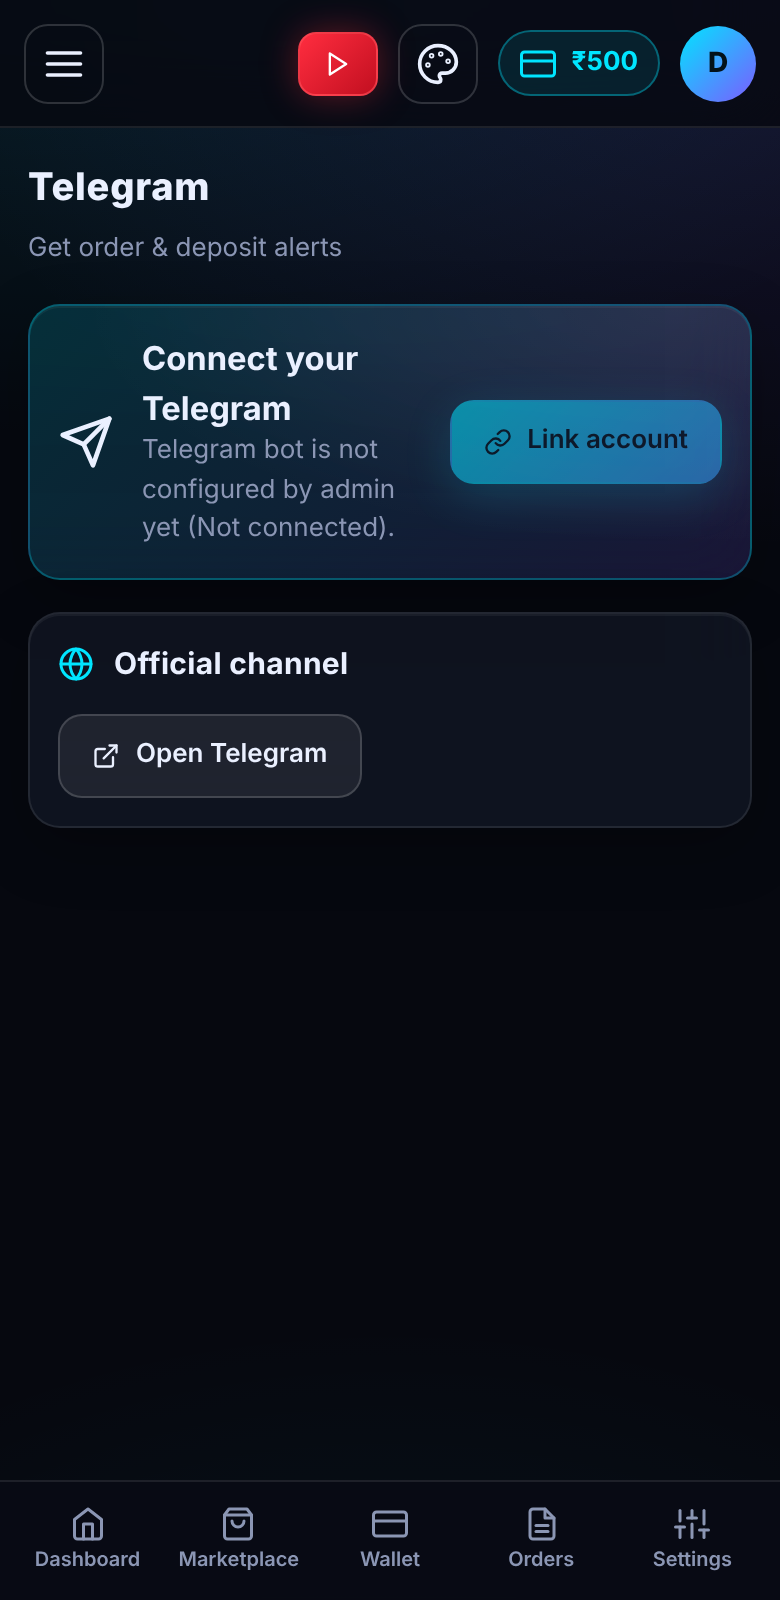 ₹500
D
Telegram
Get order & deposit alerts
Connect your
Telegram
Telegram bot is not
configured by admin
yet (Not connected).
Link account
Official channel
Open Telegram
Dashboard
Marketplace
Wallet
Orders
Settings